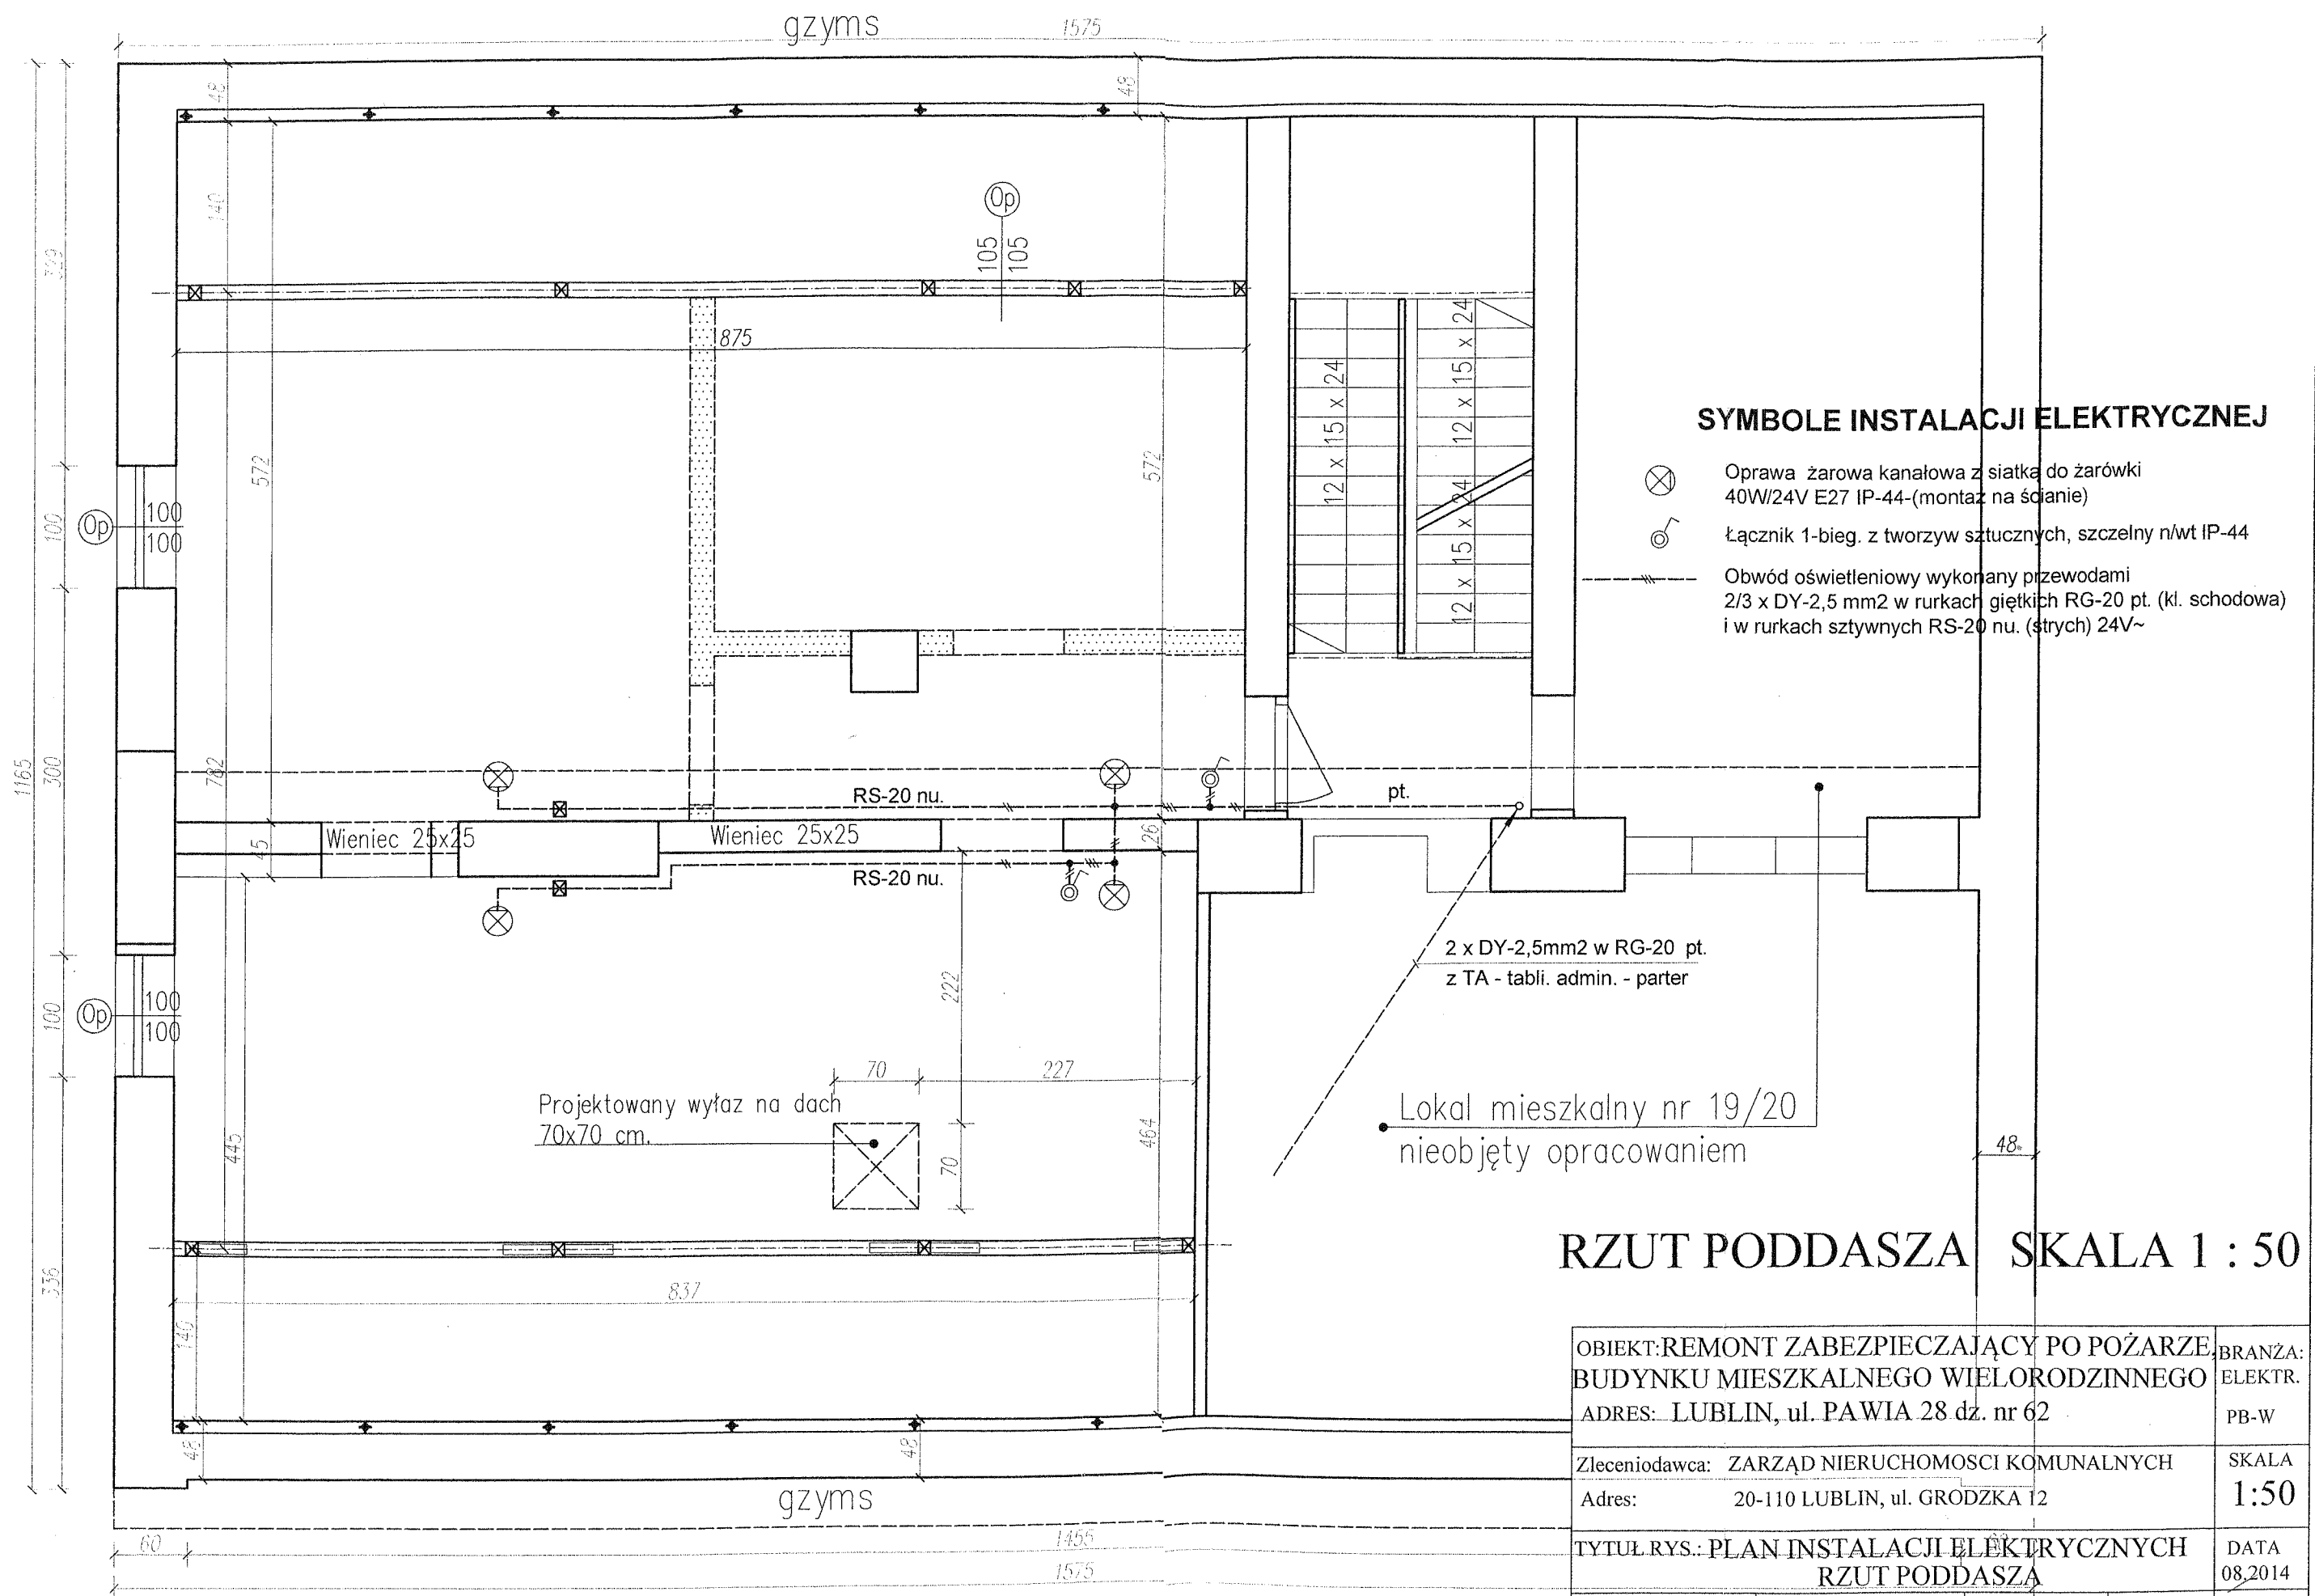 gzyms
1575
48
48
140
Op
105
105
875
572
572
12 x 15 x 24
12 x 15 x 24
12 x 15 x 24
SYMBOLE INSTALACJI ELEKTRYCZNEJ
Oprawa żarowa kanałowa z siatką do żarówki
40W/24V E27 IP-44-(montaż na ścianie)
Łącznik 1-bieg. z tworzyw sztucznych, szczelny n/wt IP-44
Obwód oświetleniowy wykonany przewodami
2/3 x DY-2,5 mm2 w rurkach giętkich RG-20 pt. (kl. schodowa)
i w rurkach sztywnych RS-20 nu. (strych) 24V~
100
Op
100
100
1165
300
782
RS-20 nu.
pt.
Wieniec 25x25
Wieniec 25x25
45
26
RS-20 nu.
2 x DY-2,5mm2 w RG-20 pt.
z TA - tabli. admin. - parter
222
100
Op
100
100
70
227
Projektowany wyłaz na dach
70x70 cm.
70
445
464
Lokal mieszkalny nr 19/20
nieobjęty opracowaniem
48
RZUT PODDASZA SKALA 1 : 50
336
837
140
48
48
gzyms
60
1455
1575
OBIEKT: REMONT ZABEZPIECZAJĄCY PO POŻARZE,
BUDYNKU MIESZKALNEGO WIELORODZINNEGO
ADRES: LUBLIN, ul. PAWIA 28 dz. nr 62
BRANŻA:
ELEKTR.
PB-W
Zleceniodawca: ZARZĄD NIERUCHOMOSCI KOMUNALNYCH
Adres: 20-110 LUBLIN, ul. GRODZKA 12
SKALA
1:50
TYTUŁ RYS.: PLAN INSTALACJI ELEKTRYCZNYCH
RZUT PODDASZA
DATA
08,2014